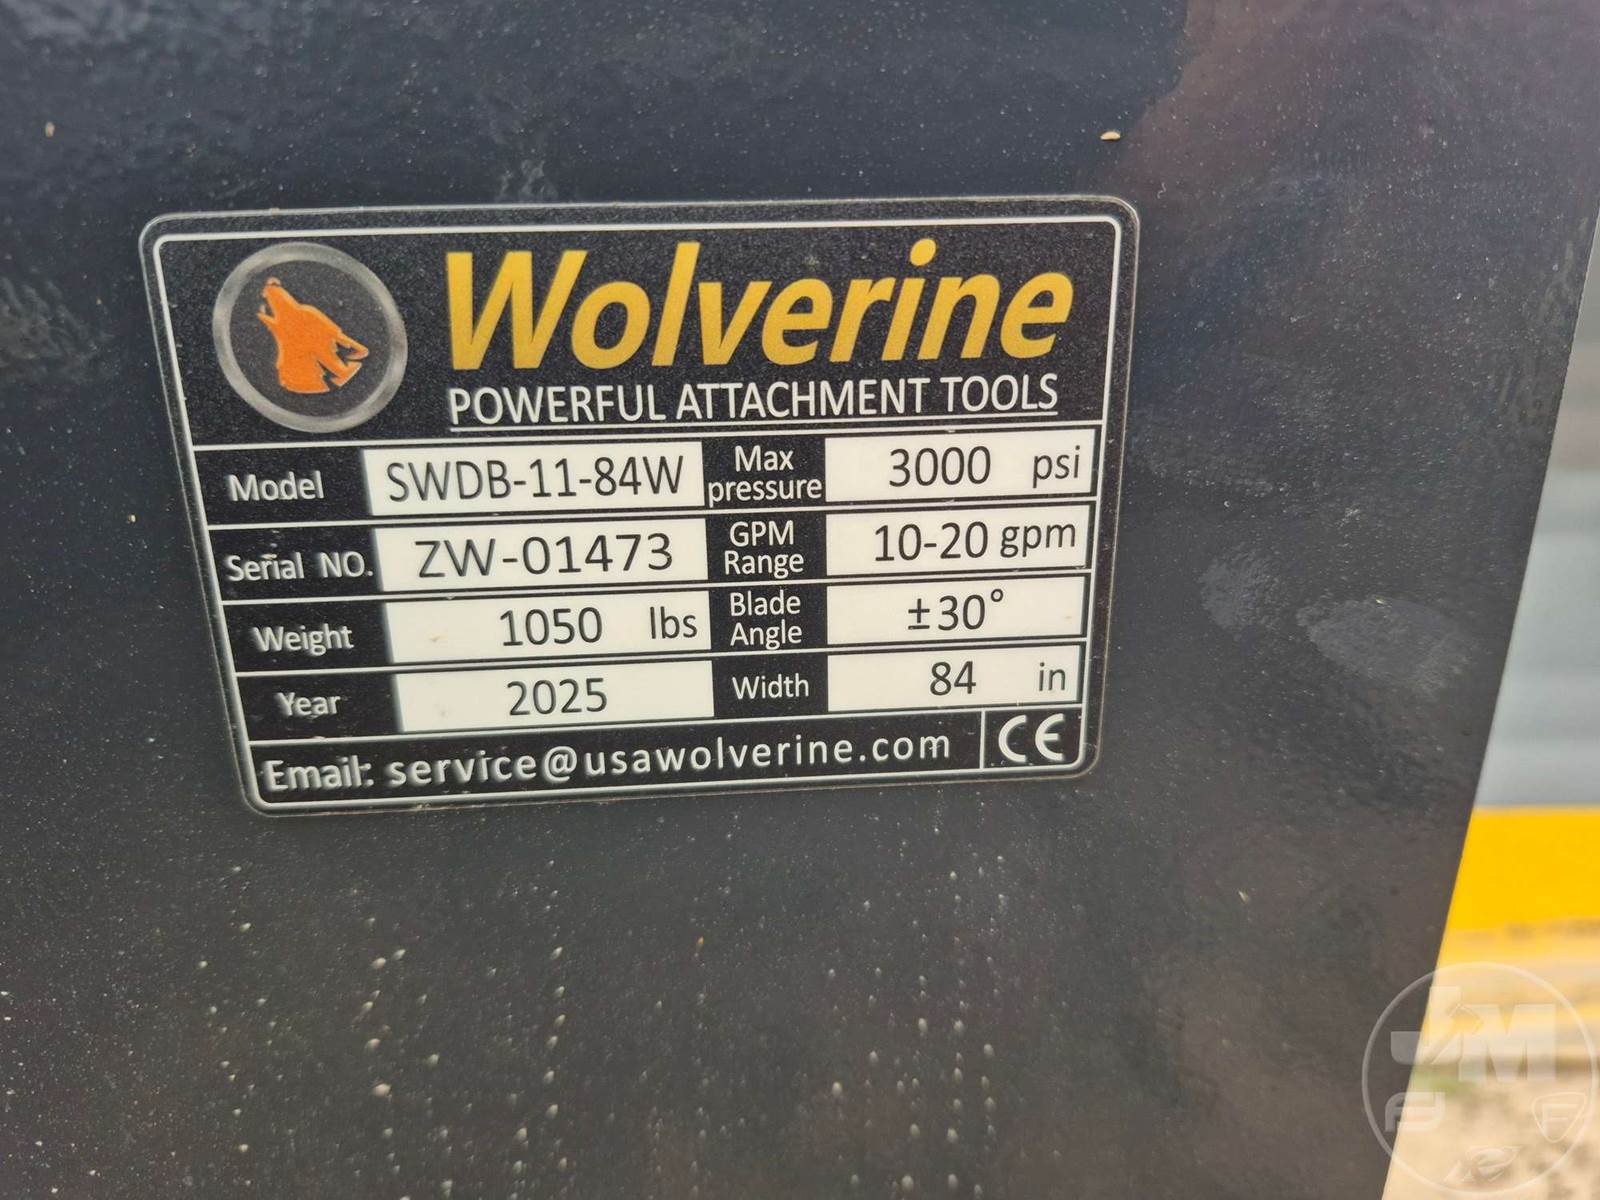 Wolverine
POWERFUL ATTACHMENT TOOLS
Model SWDB-11-84W Max pressure 3000 psi
Serial NO. ZW-01473 GPM Range 10-20 gpm
Weight 1050 lbs Blade Angle ±30°
Year 2025 Width 84 in
Email: service@usawolverine.com CE
JM